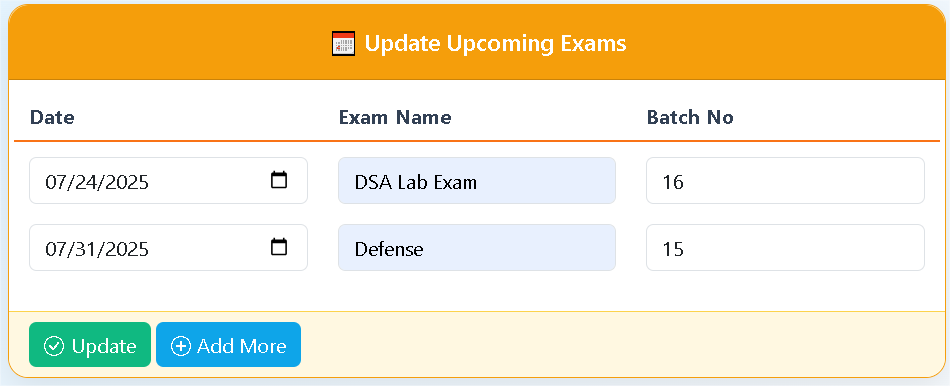 Update Upcoming Exams
Date Exam Name Batch No
07/24/2025 DSA Lab Exam 16
07/31/2025 Defense 15
Update Add More